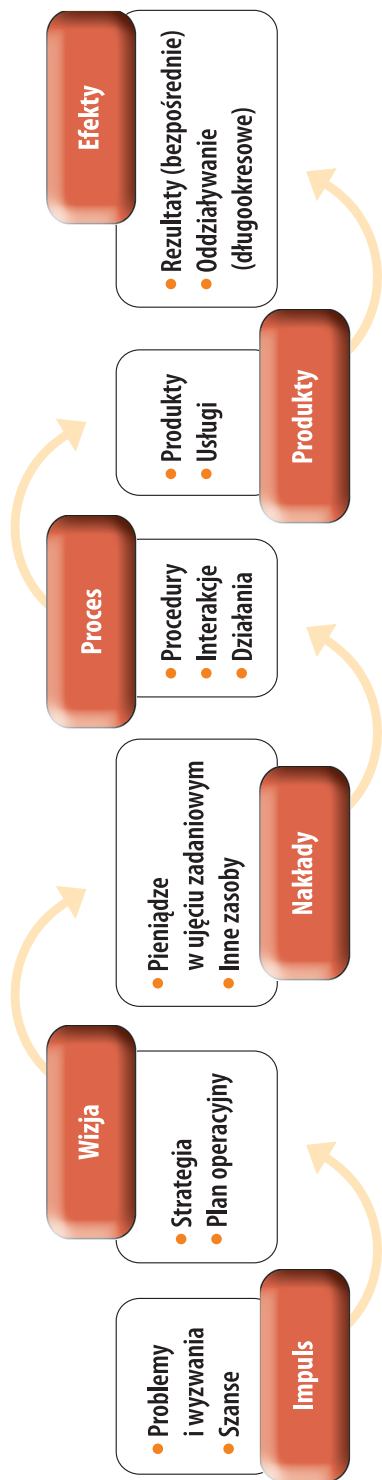 Impuls
Problemy
i wyzwania
Szanse
Wizja
Strategia
Plan operacyjny
Nakłady
Pieniądze
w ujęciu zadaniowym
Inne zasoby
Proces
Procedury
Interakcje
Działania
Produkty
Produkty
Usługi
Efekty
Rezultaty (bezpośrednie)
Oddziaływanie
(długookresowe)